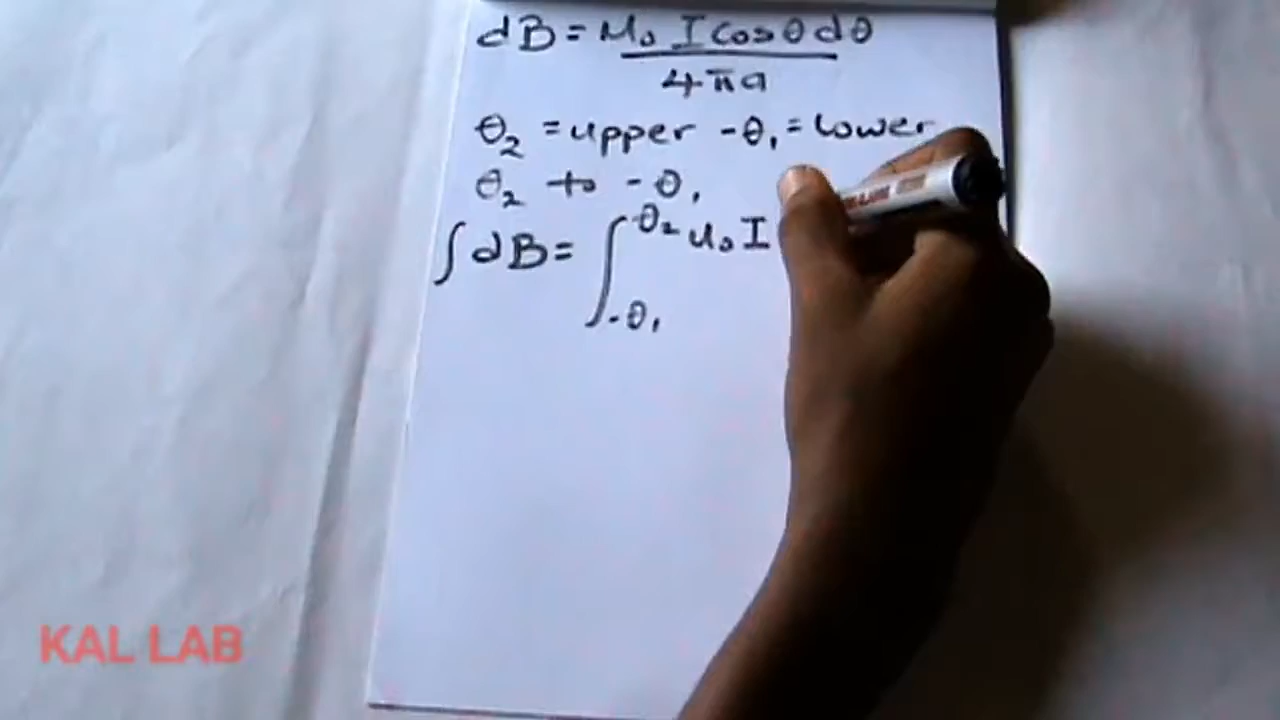 dB = μ₀ I cosθ dθ
4πa
θ₂ = upper -θ₁ = lower
θ₂ to -θ₁
∫dB = ∫ θ₂ μ₀ I
-θ₁
KAL LAB